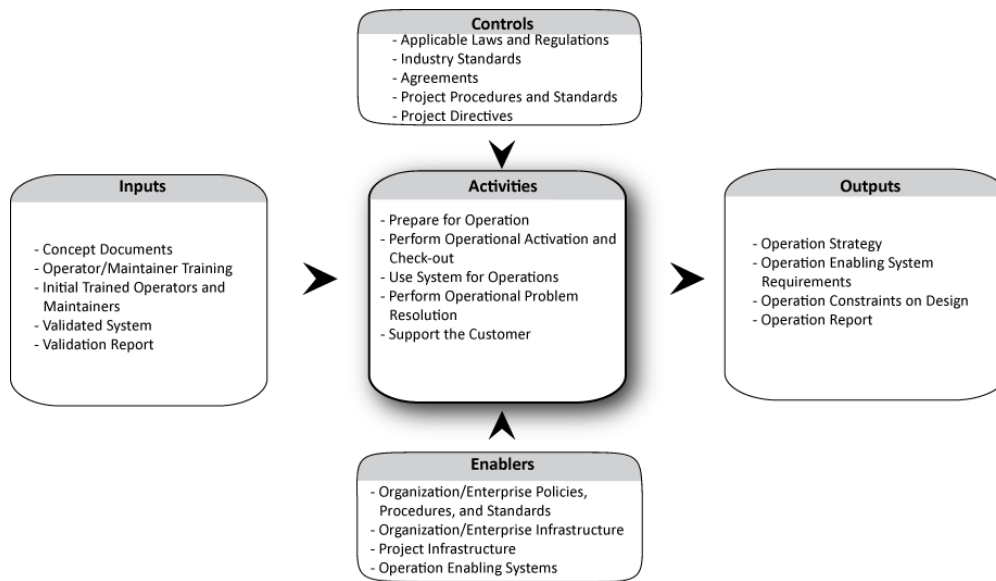 Controls
- Applicable Laws and Regulations
- Industry Standards
- Agreements
- Project Procedures and Standards
- Project Directives
Inputs
- Concept Documents
- Operator/Maintainer Training
- Initial Trained Operators and
Maintainers
- Validated System
- Validation Report
Activities
- Prepare for Operation
- Perform Operational Activation and
Check-out
- Use System for Operations
- Perform Operational Problem
Resolution
- Support the Customer
Outputs
- Operation Strategy
- Operation Enabling System
Requirements
- Operation Constraints on Design
- Operation Report
Enablers
- Organization/Enterprise Policies,
Procedures, and Standards
- Organization/Enterprise Infrastructure
- Project Infrastructure
- Operation Enabling Systems